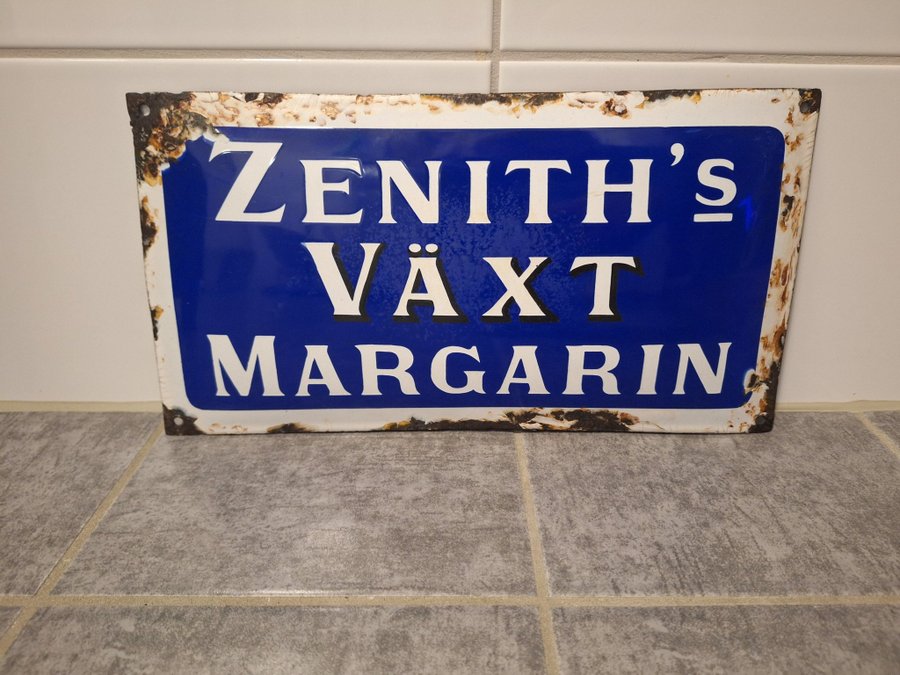 ZENITH's
VÄXT
MARGARIN